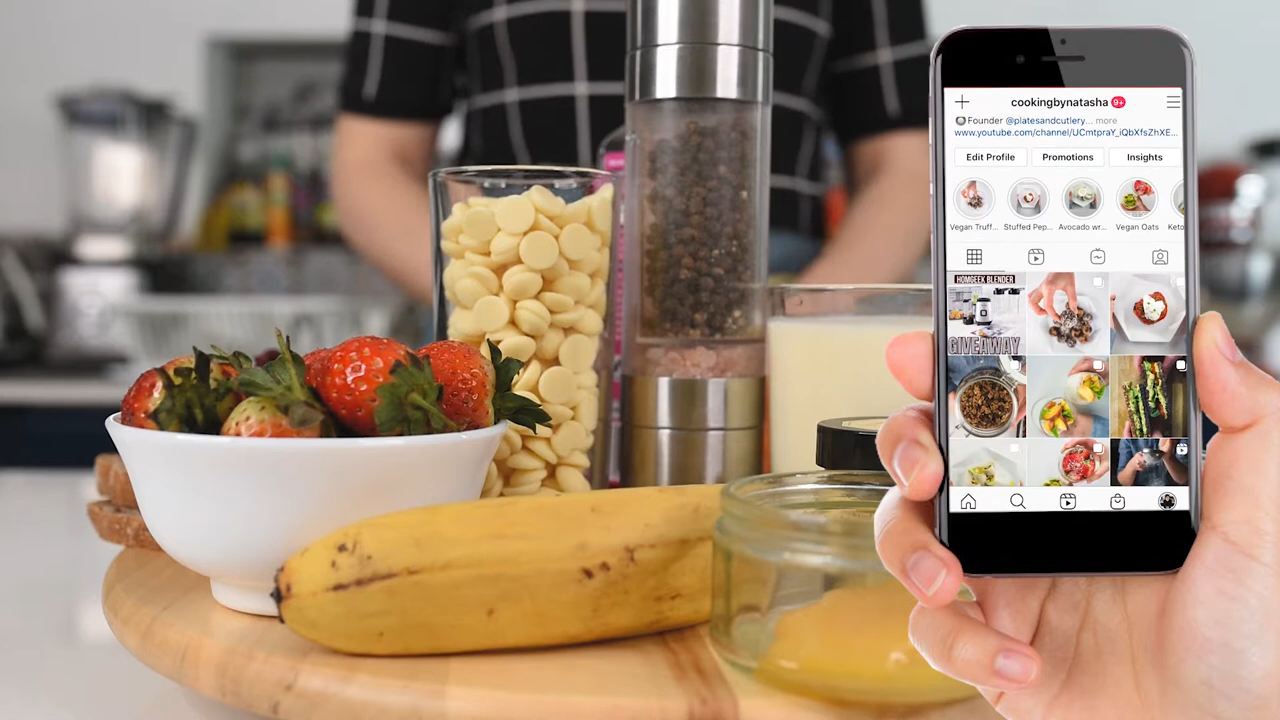 cookingbynatasha 9+
Founder @platesandcutlery... more
www.youtube.com/channel/UCmtpraY_iQbXfsZhXE...
Edit Profile Promotions Insights
Vegan Truff... Stuffed Pep... Avocado wr... Vegan Oats Keto
HOMGEEK BLENDER
GIVEAWAY